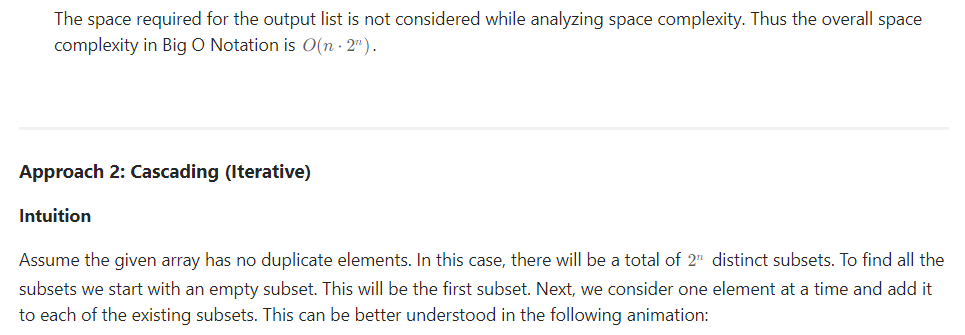 The space required for the output list is not considered while analyzing space complexity. Thus the overall space
complexity in Big O Notation is O(n · 2ⁿ).
Approach 2: Cascading (Iterative)
Intuition
Assume the given array has no duplicate elements. In this case, there will be a total of 2ⁿ distinct subsets. To find all the
subsets we start with an empty subset. This will be the first subset. Next, we consider one element at a time and add it
to each of the existing subsets. This can be better understood in the following animation: